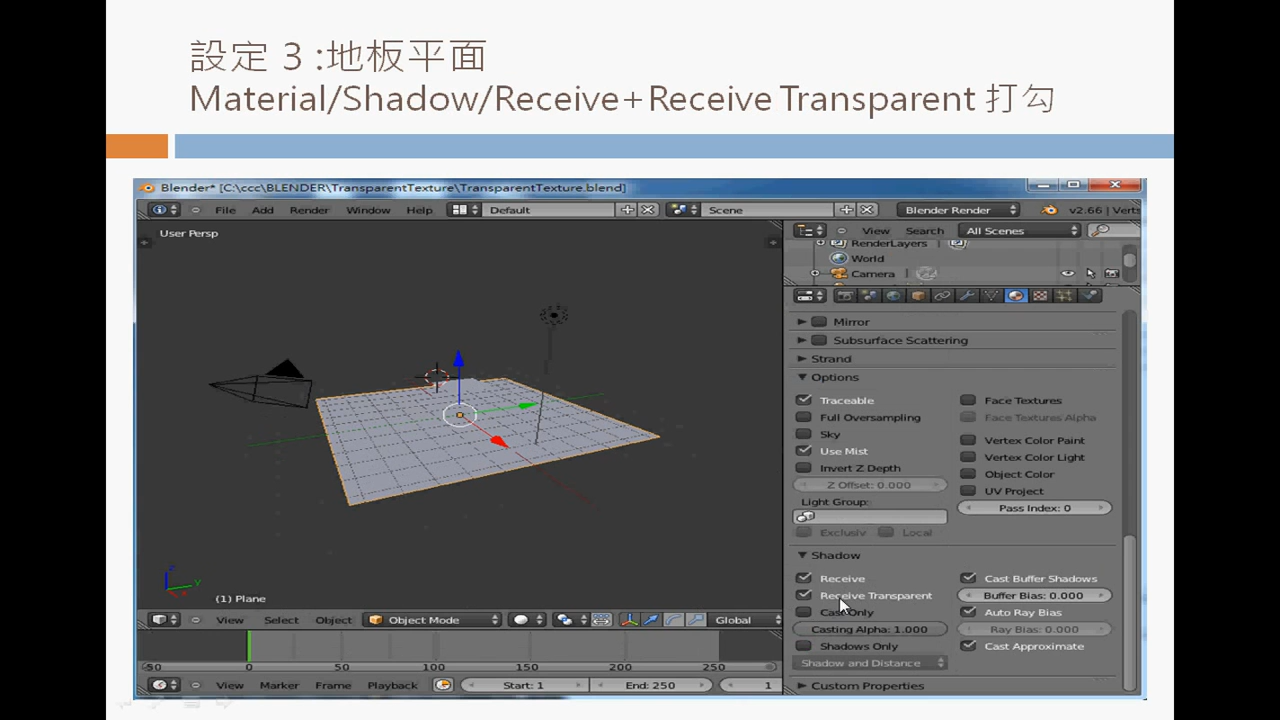 設定 3 :地板平面
Material/Shadow/Receive+Receive Transparent 打勾
Blender* [C:\ccc\BLENDER\TransparentTexture\TransparentTexture.blend]
File Add Render Window Help Default Scene Blender Render v2.66 | Verts
User Persp
View Search All Scenes
RenderLayers
World
Camera
Mirror
Subsurface Scattering
Strand
Options
Traceable Face Textures
Full Oversampling Face Textures Alpha
Sky Vertex Color Paint
Use Mist Vertex Color Light
Invert Z Depth Object Color
Z Offset: 0.000 UV Project
Light Group: Pass Index: 0
Exclusiv Local
Shadow
Receive Cast Buffer Shadows
Receive Transparent Buffer Bias: 0.000
Cast Only Auto Ray Bias
Casting Alpha: 1.000 Ray Bias: 0.000
Shadows Only Cast Approximate
Shadow and Distance
Custom Properties
(1) Plane
View Select Object Object Mode Global
-50 0 50 100 150 200 250
View Marker Frame Playback Start: 1 End: 250 1